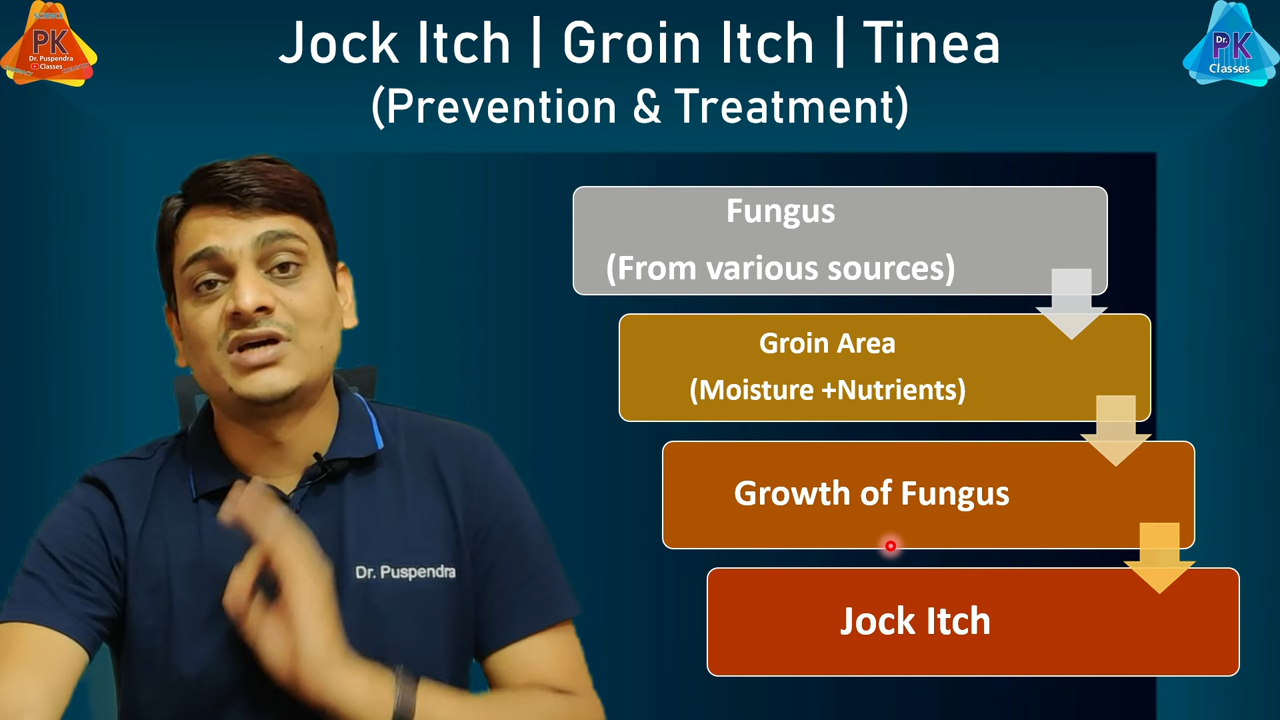 Jock Itch | Groin Itch | Tinea
(Prevention & Treatment)
PK
Dr. Puspendra
Classes
Dr.
PK
Classes
Fungus
(From various sources)
Groin Area
(Moisture +Nutrients)
Growth of Fungus
Jock Itch
Dr. Puspendra